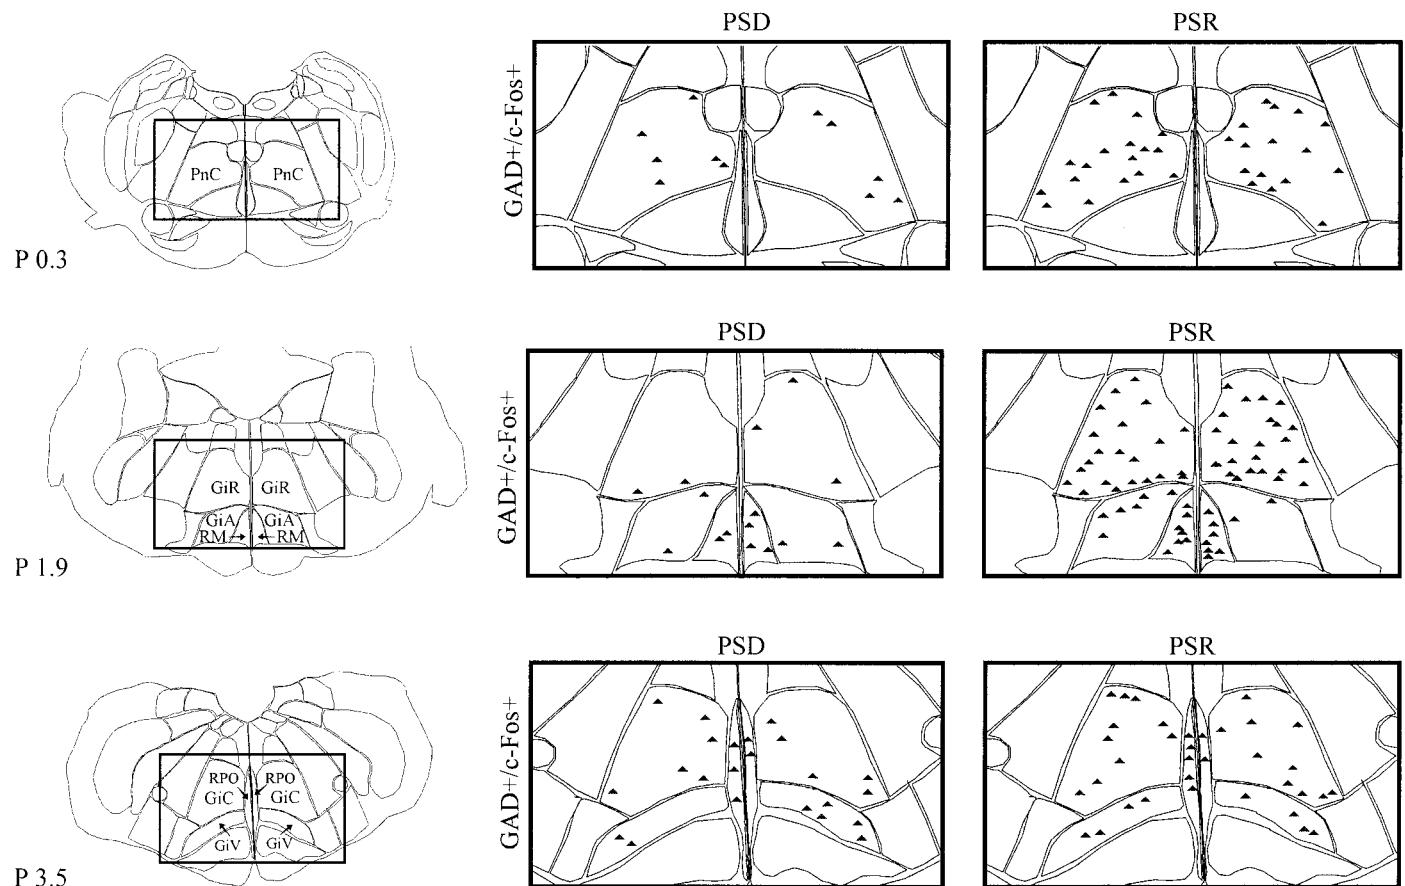 PSD
PSR
GAD+/c-Fos+
PnC
PnC
P 0.3
PSD
PSR
GAD+/c-Fos+
GiR
GiR
GiA
GiA
RM
RM
P 1.9
PSD
PSR
GAD+/c-Fos+
RPO
RPO
GiC
GiC
GiV
GiV
P 3.5